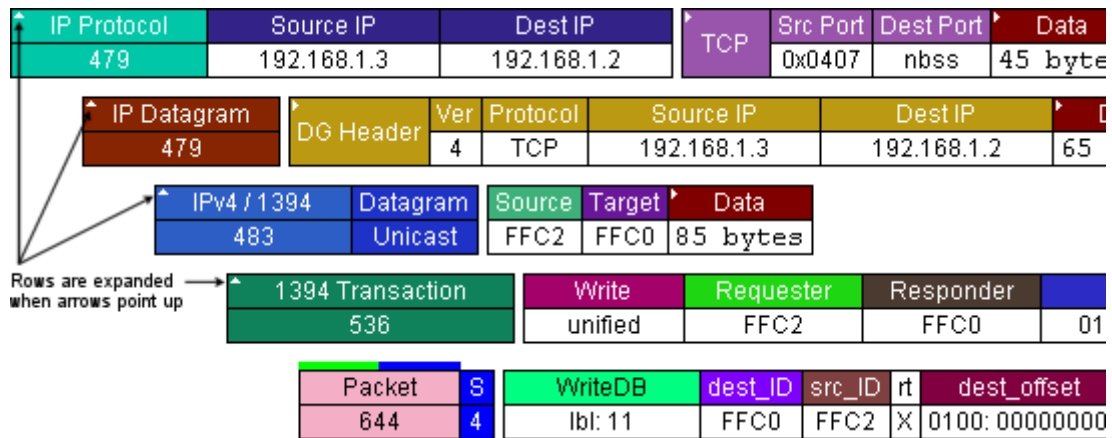 IP Protocol Source IP Dest IP TCP Src Port Dest Port Data
479 192.168.1.3 192.168.1.2 0x0407 nbss 45 byte
IP Datagram DG Header Ver Protocol Source IP Dest IP D
479 4 TCP 192.168.1.3 192.168.1.2 65
IPv4 / 1394 Datagram Source Target Data
483 Unicast FFC2 FFC0 85 bytes
Rows are expanded
when arrows point up
1394 Transaction Write Requester Responder
536 unified FFC2 FFC0 01
Packet S WriteDB dest_ID src_ID rt dest_offset
644 4 lbl: 11 FFC0 FFC2 X 0100: 00000000